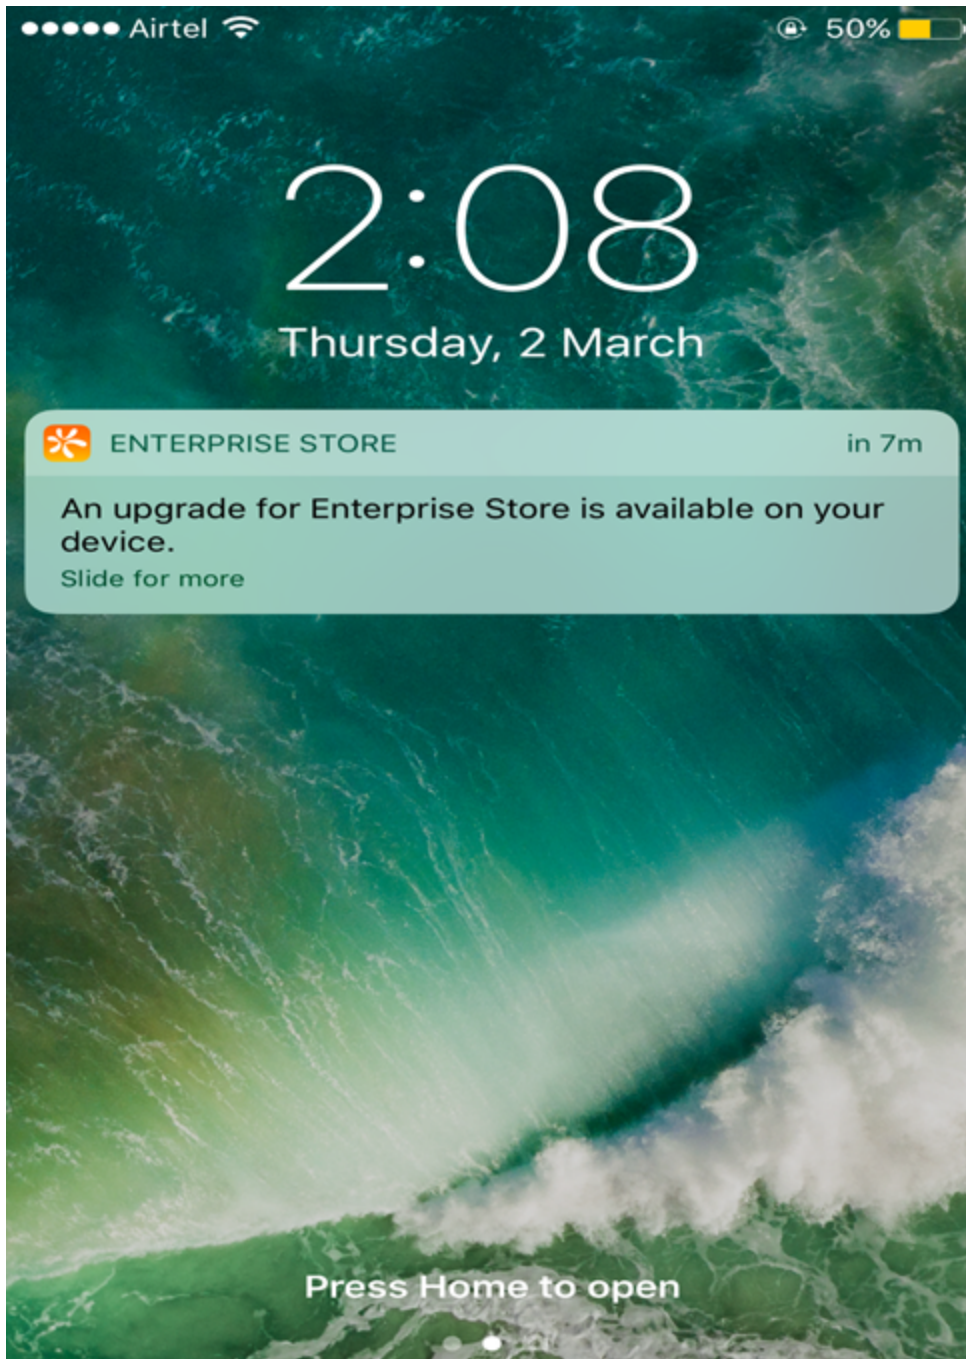 Airtel 50%
2:08
Thursday, 2 March
ENTERPRISE STORE in 7m
An upgrade for Enterprise Store is available on your
device.
Slide for more
Press Home to open